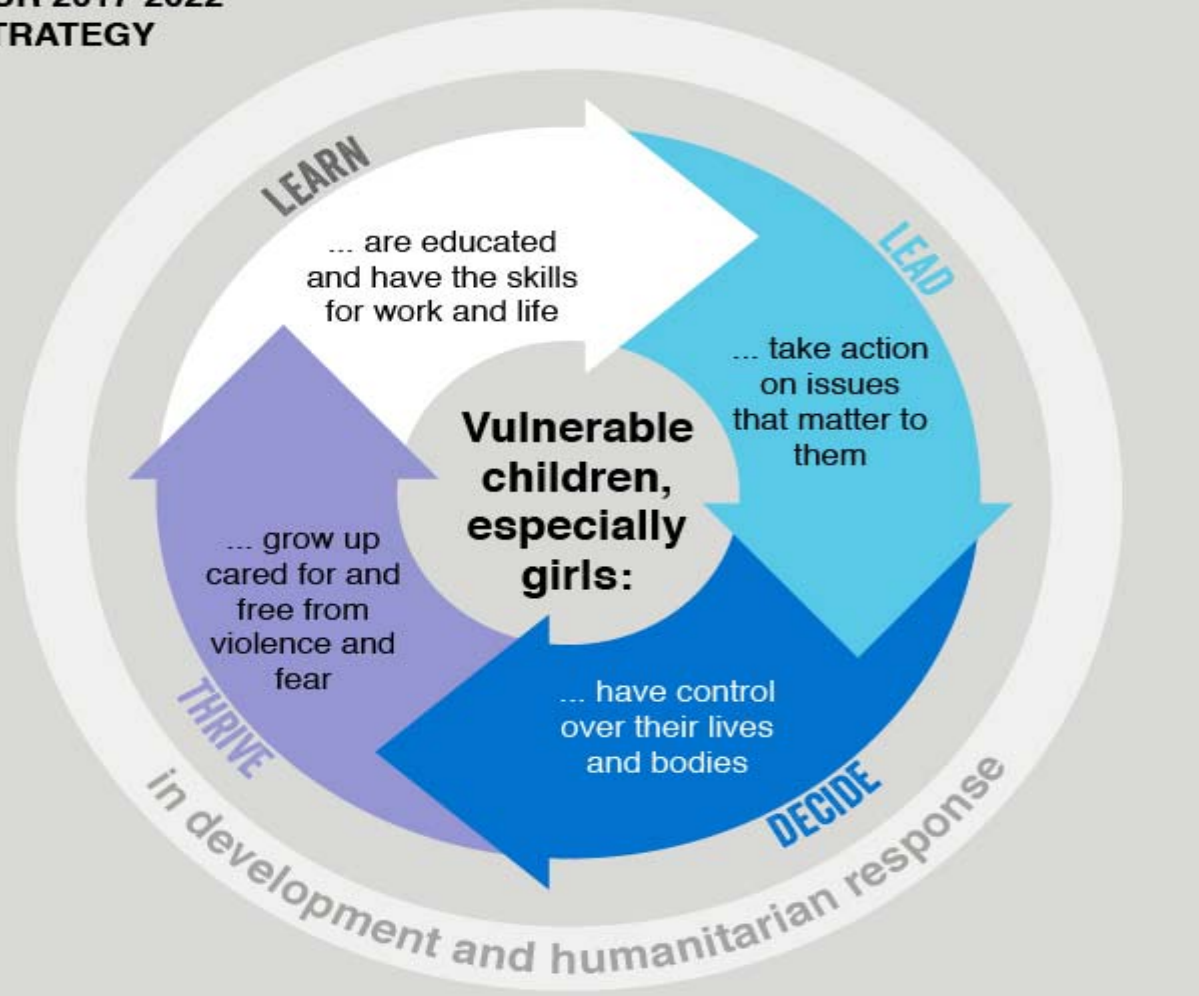 2017-2022
LEARN
... are educated
and have the skills
for work and life
LEAD
... take action
on issues
that matter to
them
Vulnerable
children,
especially
girls:
... grow up
cared for and
free from
violence and
fear
THRIVE
... have control
over their lives
and bodies
DECIDE
in development and humanitarian response